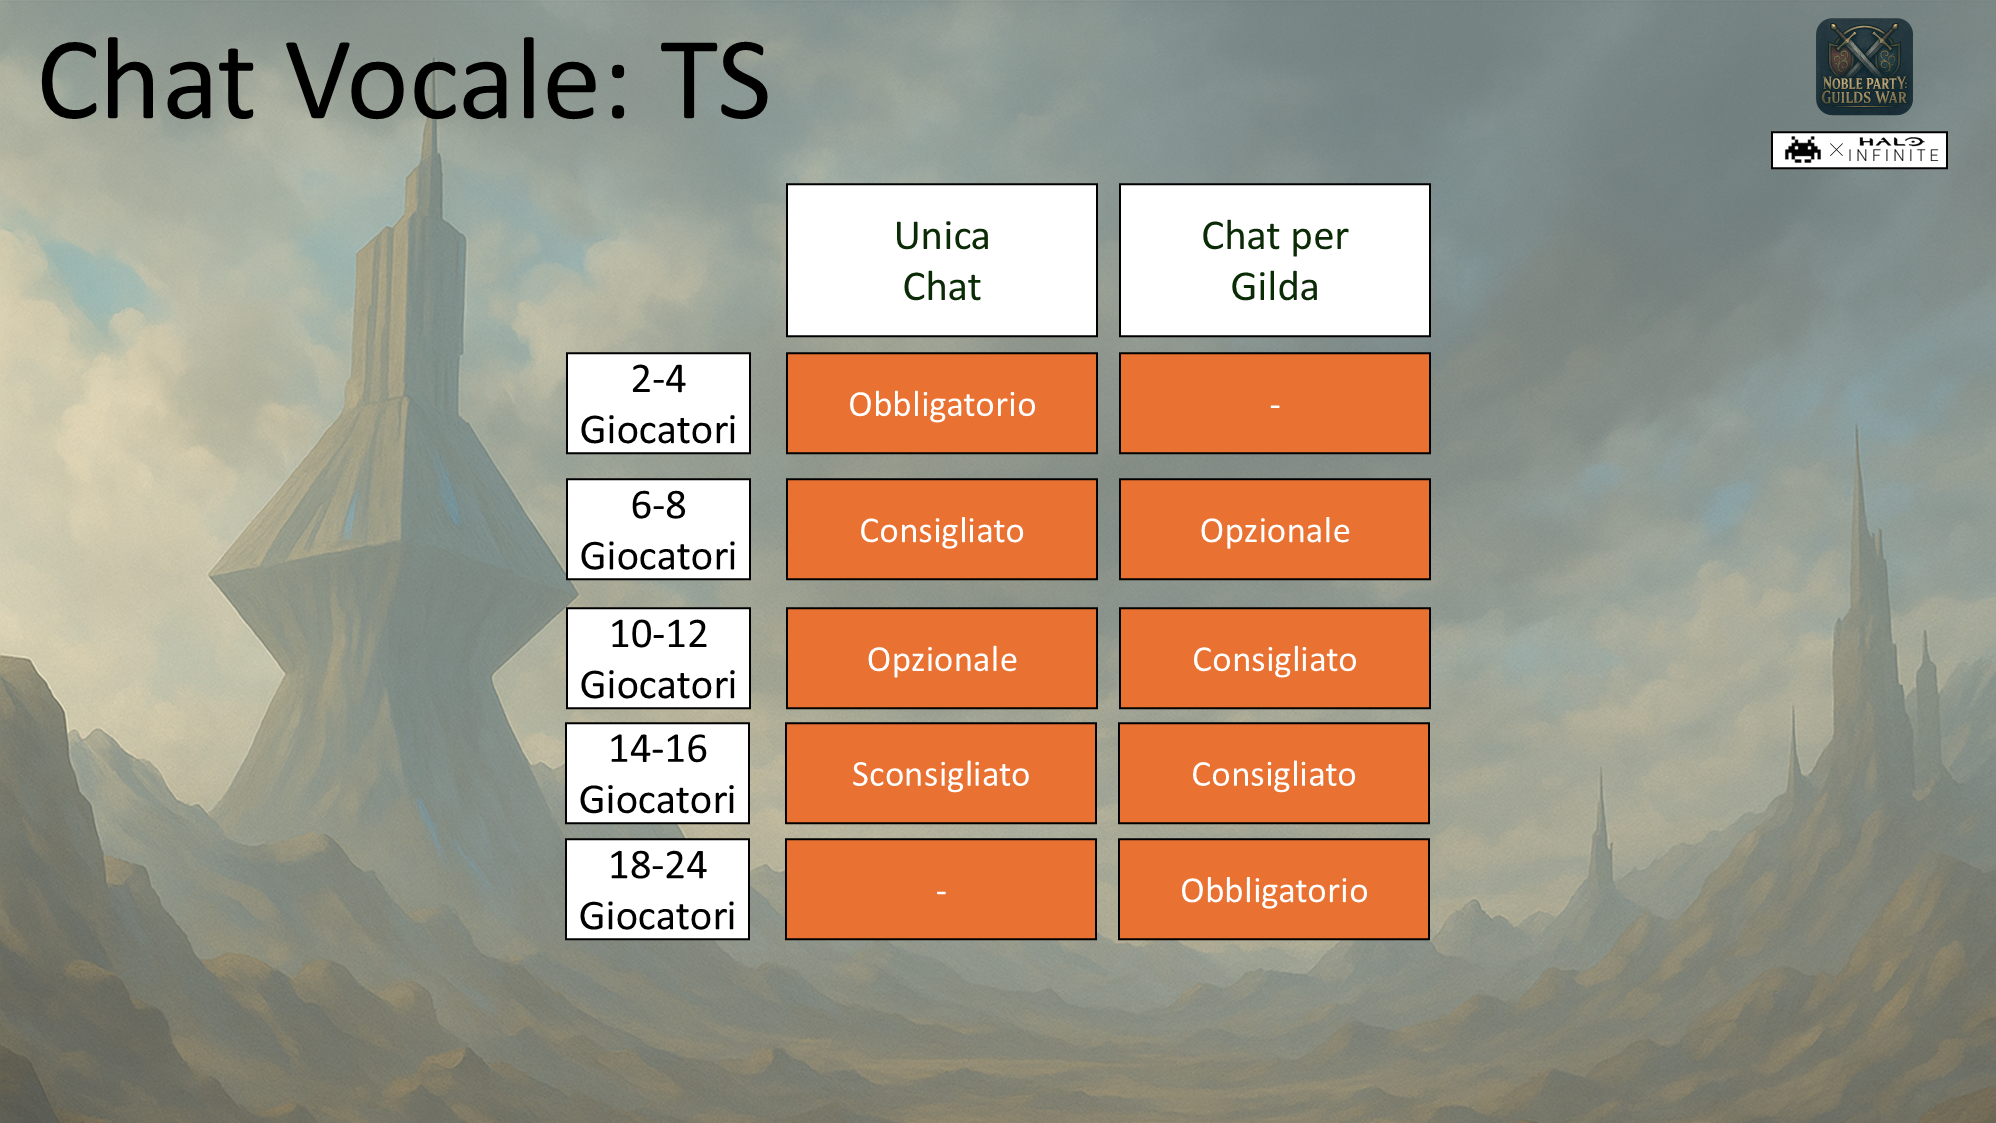 Chat Vocale: TS
NOBLE PARTY:
GUILDS WAR
HALO
INFINITE
Unica
Chat
Chat per
Gilda
2-4
Giocatori
Obbligatorio
-
6-8
Giocatori
Consigliato
Opzionale
10-12
Giocatori
Opzionale
Consigliato
14-16
Giocatori
Sconsigliato
Consigliato
18-24
Giocatori
-
Obbligatorio